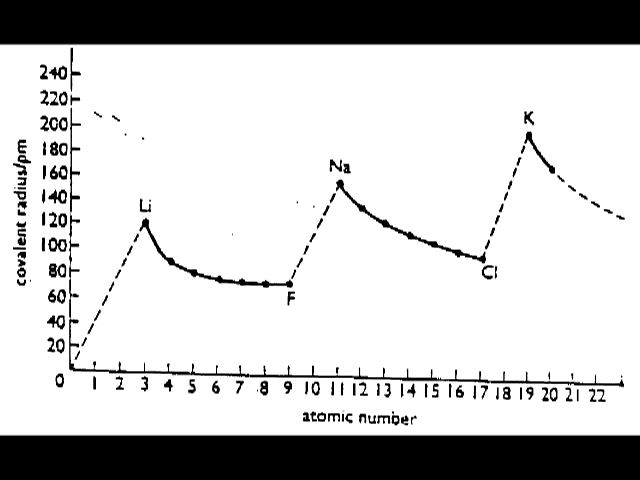 240
220
200
180
160
140
120
100
80
60
40
20
0
covalent radius/pm
Li
F
Na
Cl
K
1 2 3 4 5 6 7 8 9 10 11 12 13 14 15 16 17 18 19 20 21 22
atomic number